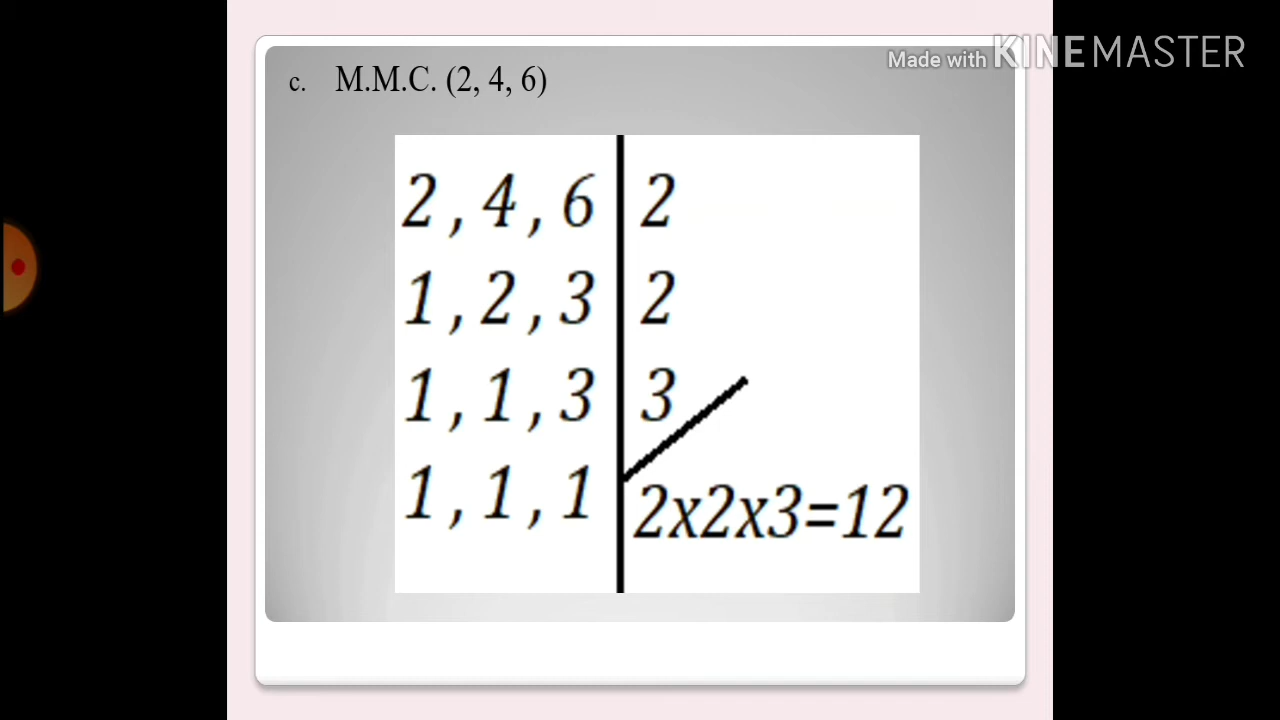 Made with KINEMASTER
c. M.M.C. (2, 4, 6)
2 , 4 , 6 2
1 , 2 , 3 2
1 , 1 , 3 3
1 , 1 , 1 2x2x3=12